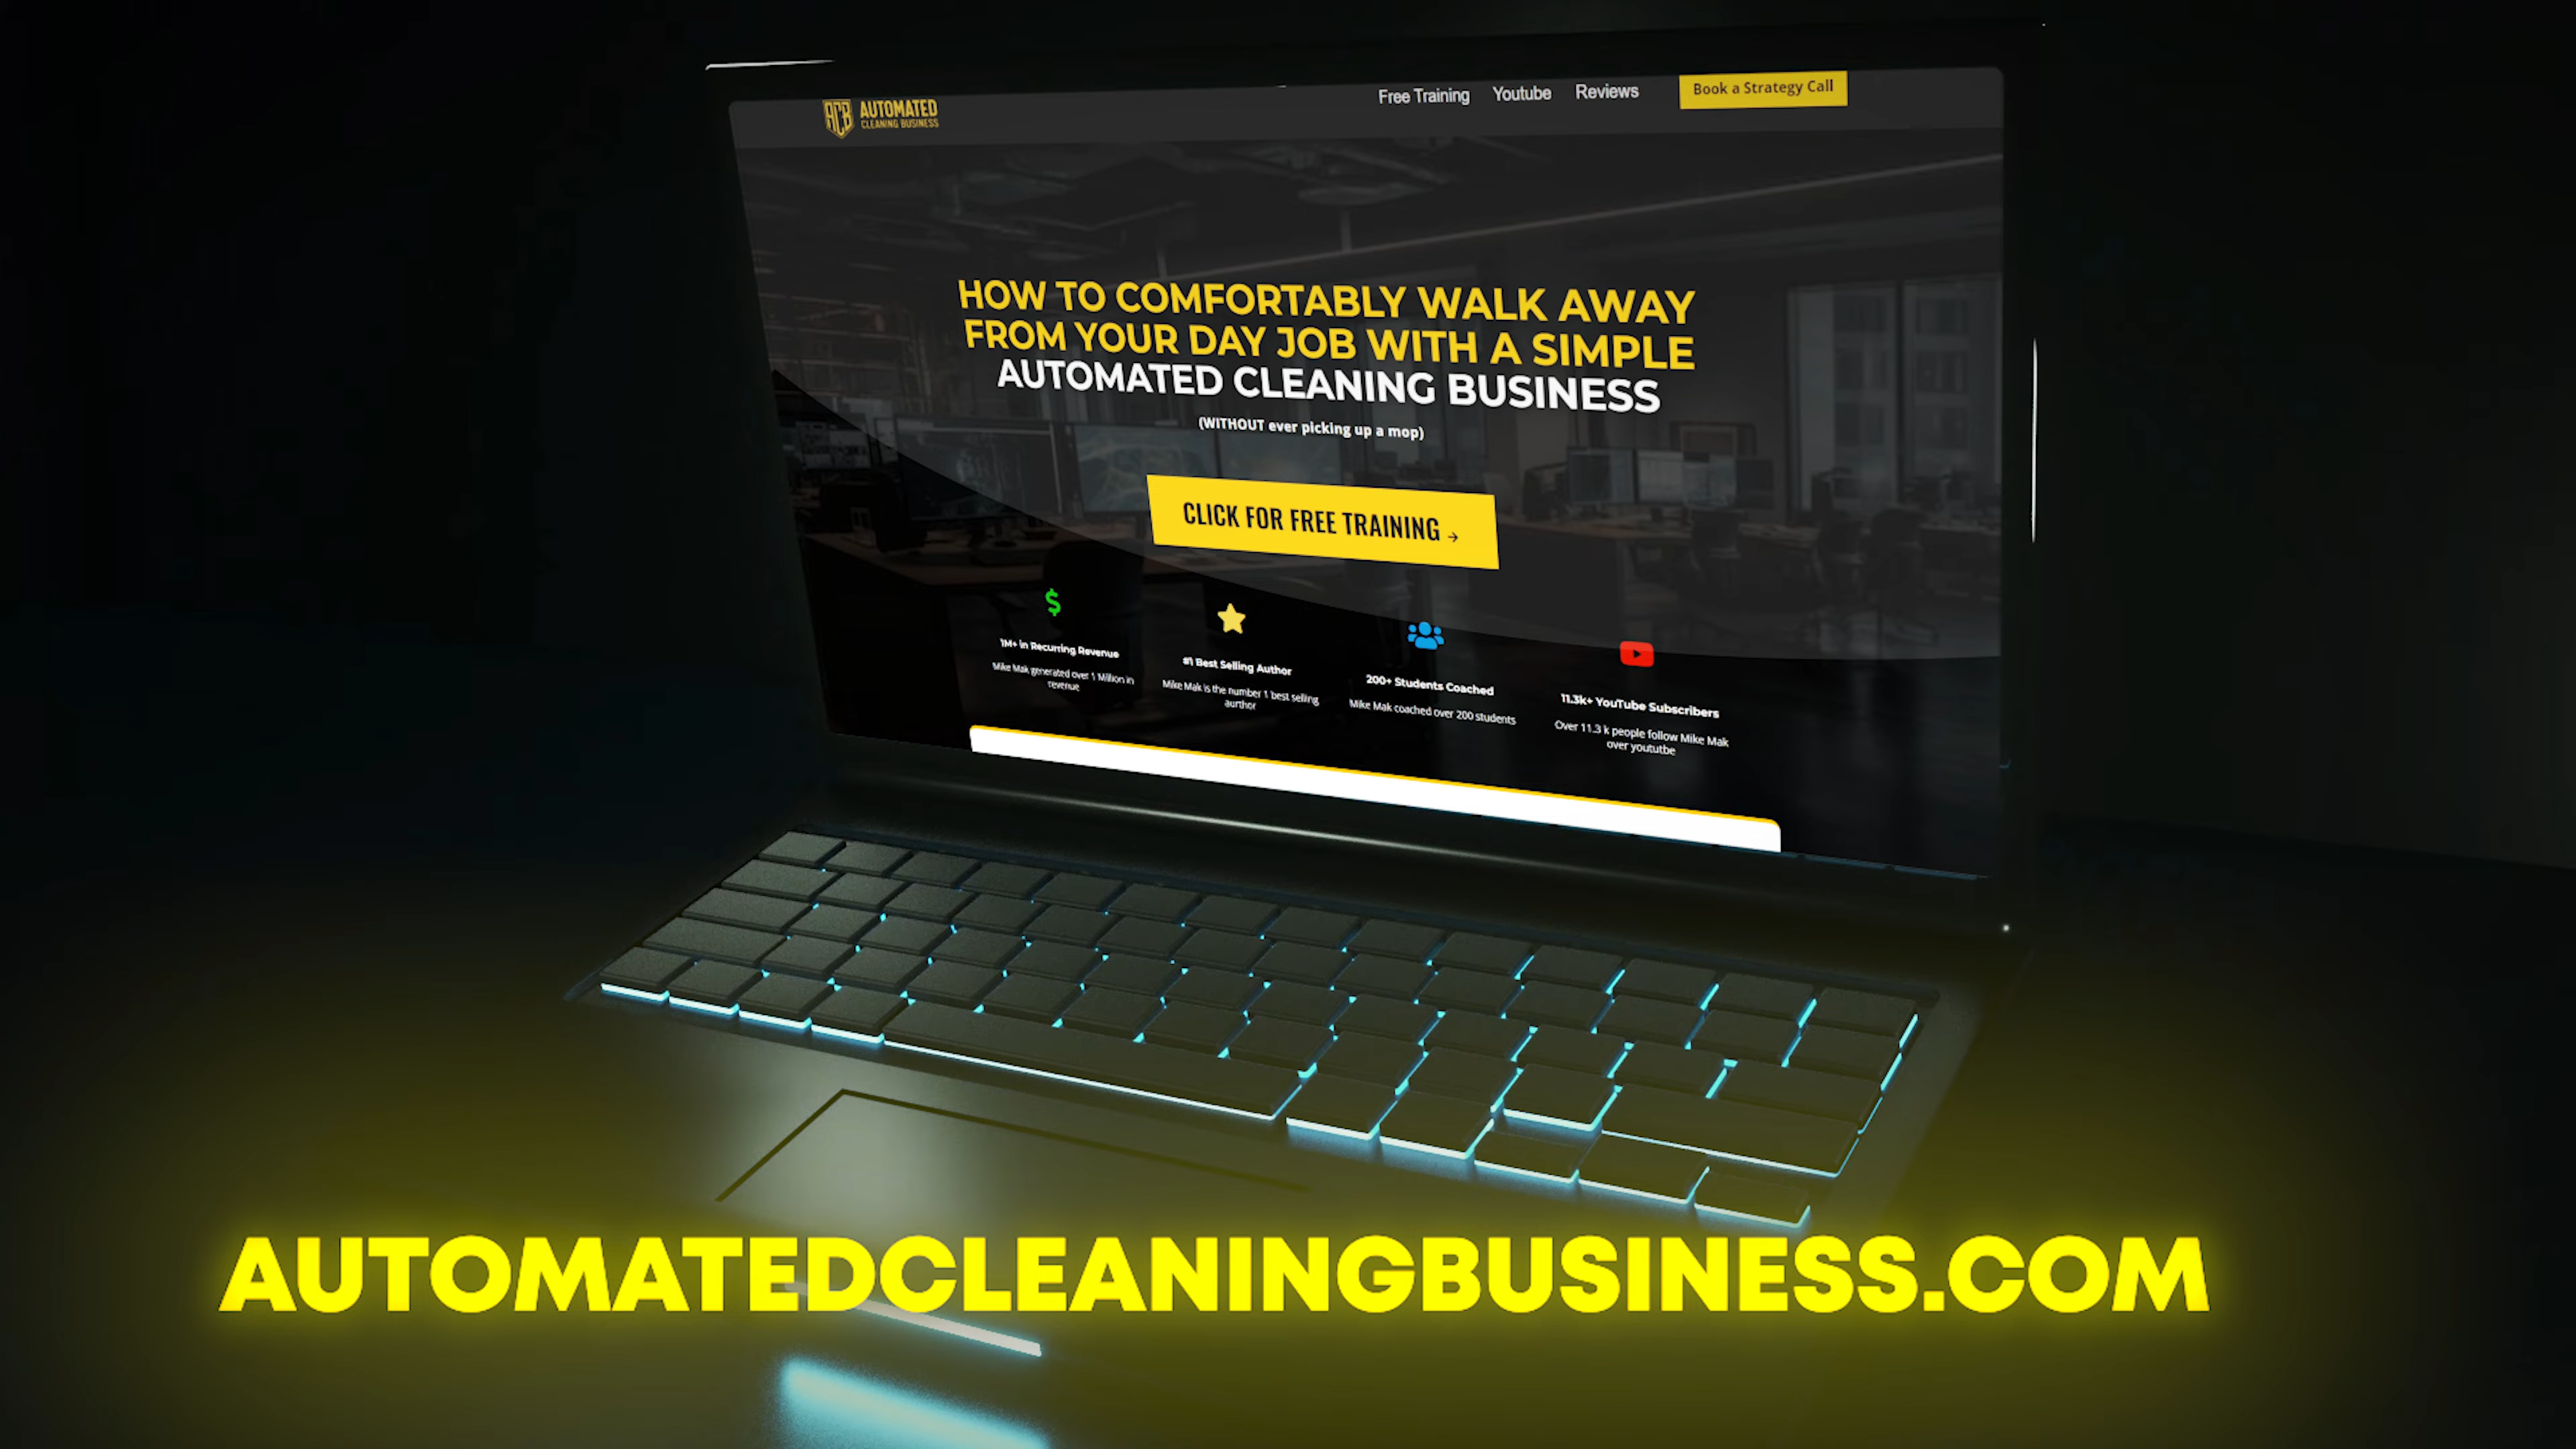 ACB AUTOMATED
CLEANING BUSINESS
Free Training Youtube Reviews Book a Strategy Call
HOW TO COMFORTABLY WALK AWAY
FROM YOUR DAY JOB WITH A SIMPLE
AUTOMATED CLEANING BUSINESS
(WITHOUT ever picking up a mop)
CLICK FOR FREE TRAINING →
$
1M+ in Recurring Revenue
Mike Mak generated over 1 Million in
revenue
#1 Best Selling Author
Mike Mak is the number 1 best selling
aurthor
200+ Students Coached
Mike Mak coached over 200 students
11.3k+ YouTube Subscribers
Over 11.3 k people follow Mike Mak
over yoututbe
AUTOMATEDCLEANINGBUSINESS.COM